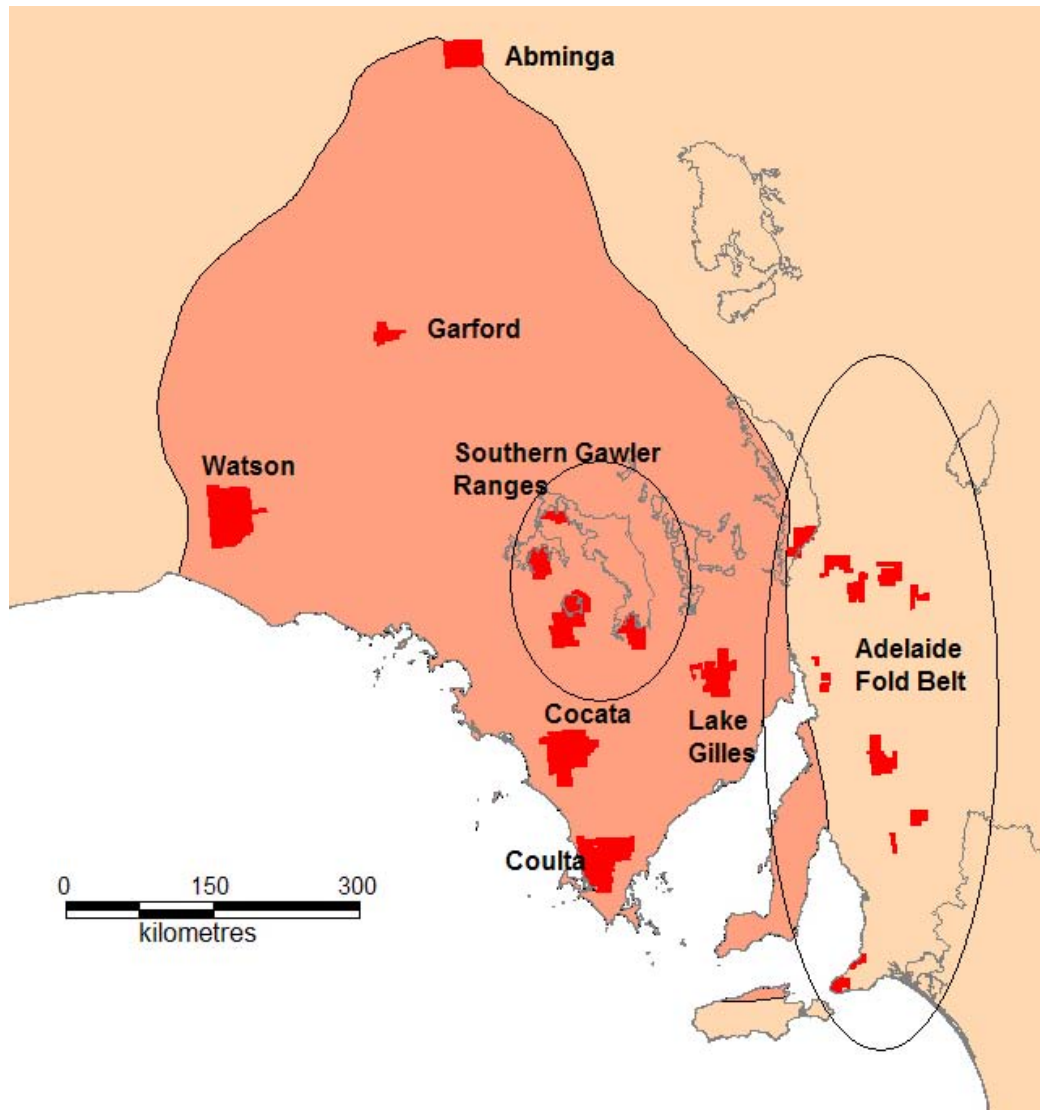 Abminga
Garford
Southern Gawler
Ranges
Watson
Adelaide
Fold Belt
Cocata
Lake
Gilles
Coulta
0 150 300
kilometres